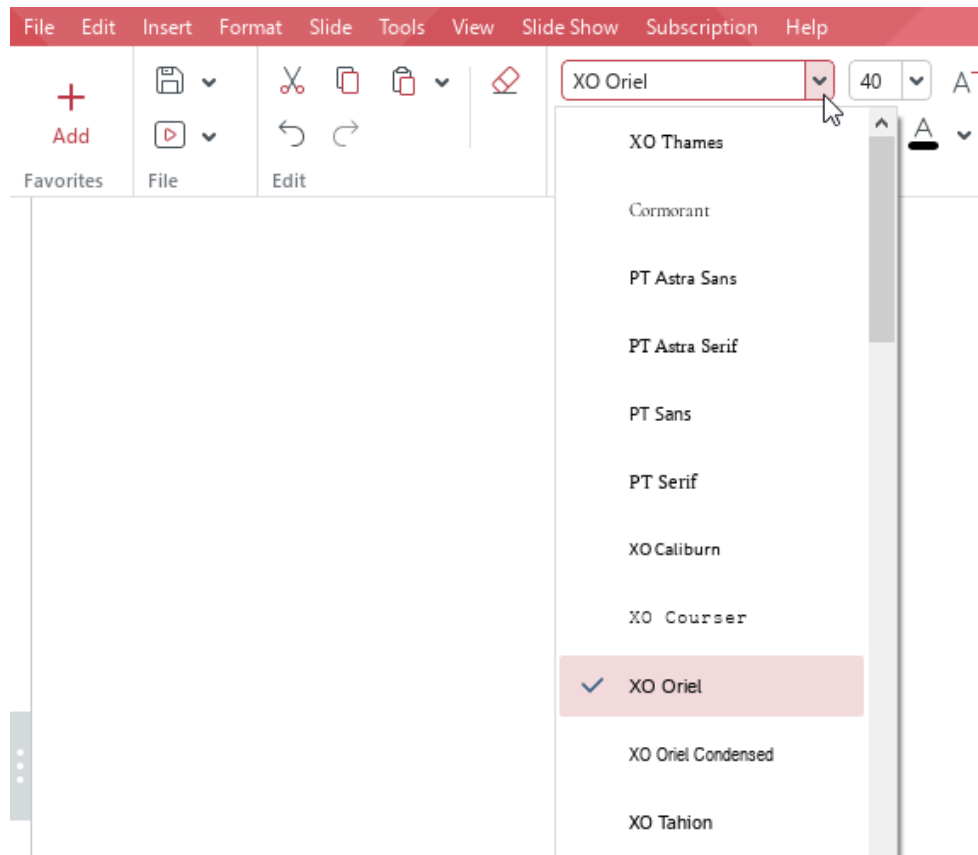 File Edit Insert Format Slide Tools View Slide Show Subscription Help
XO Oriel 40 A
Add A
Favorites File Edit
XO Thames
Cormorant
PT Astra Sans
PT Astra Serif
PT Sans
PT Serif
XO Caliburn
XO Courser
XO Oriel
XO Oriel Condensed
XO Tahion